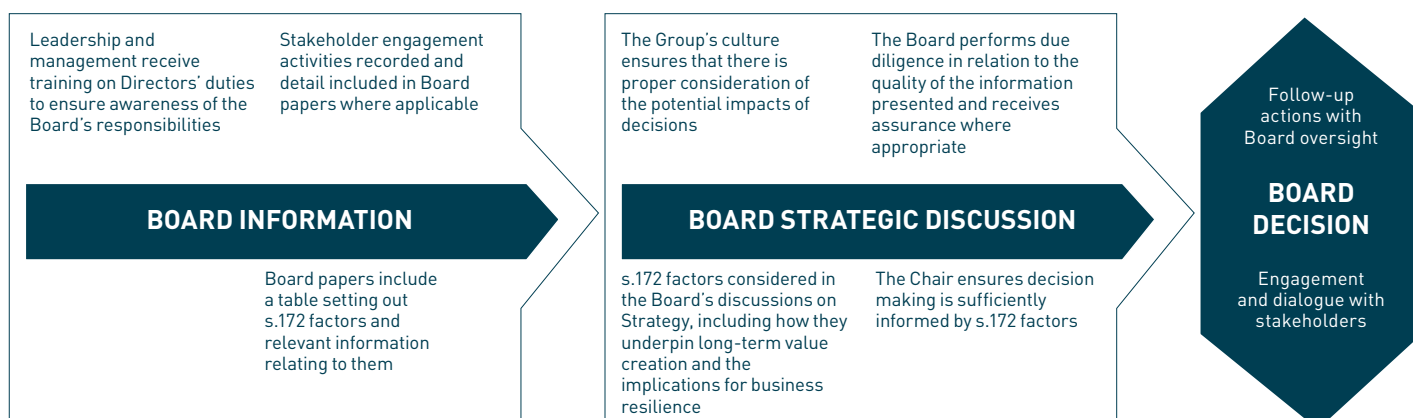 Leadership and
management receive
training on Directors’ duties
to ensure awareness of the
Board’s responsibilities
Stakeholder engagement
activities recorded and
detail included in Board
papers where applicable
BOARD INFORMATION
Board papers include
a table setting out
s.172 factors and
relevant information
relating to them
The Group’s culture
ensures that there is
proper consideration of
the potential impacts of
decisions
The Board performs due
diligence in relation to the
quality of the information
presented and receives
assurance where
appropriate
BOARD STRATEGIC DISCUSSION
s.172 factors considered in
the Board’s discussions on
Strategy, including how they
underpin long-term value
creation and the
implications for business
resilience
The Chair ensures decision
making is sufficiently
informed by s.172 factors
Follow-up
actions with
Board oversight
BOARD
DECISION
Engagement
and dialogue with
stakeholders